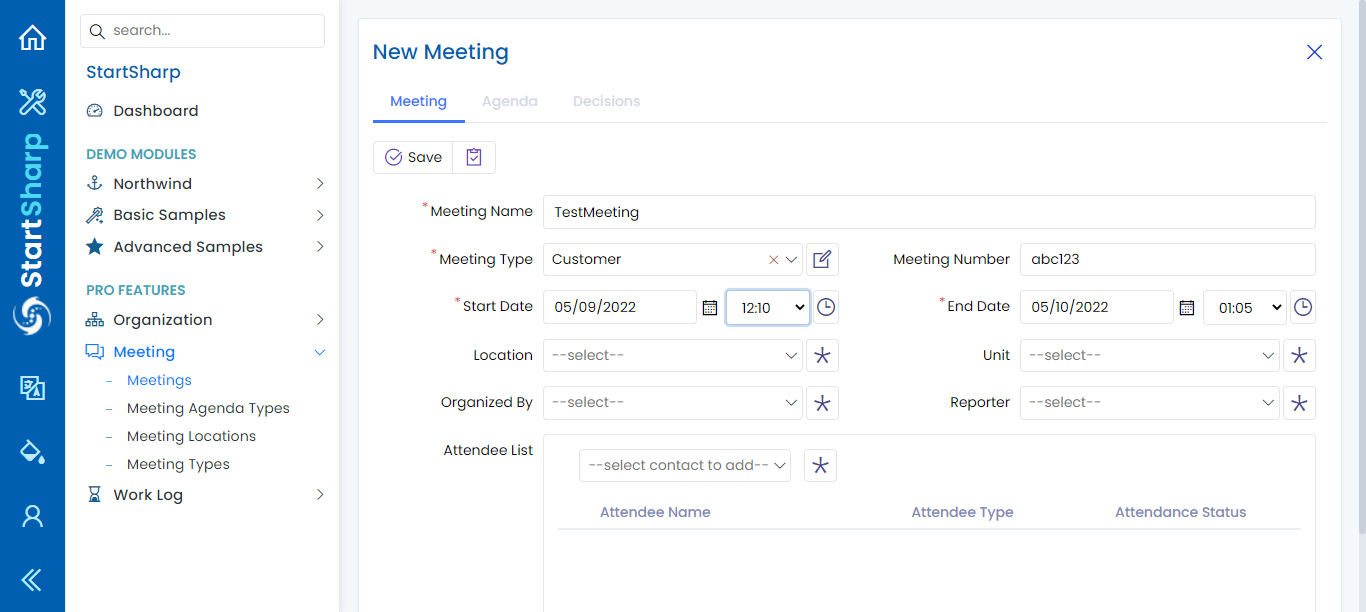 search...
StartSharp
Dashboard
DEMO MODULES
Northwind
Basic Samples
Advanced Samples
PRO FEATURES
Organization
Meeting
– Meetings
– Meeting Agenda Types
– Meeting Locations
– Meeting Types
Work Log
StartSharp
New Meeting
Meeting Agenda Decisions
Save
*Meeting Name TestMeeting
*Meeting Type Customer Meeting Number abc123
*Start Date 05/09/2022 12:10 *End Date 05/10/2022 01:05
Location --select-- Unit --select--
Organized By --select-- Reporter --select--
Attendee List
--select contact to add--
Attendee Name Attendee Type Attendance Status